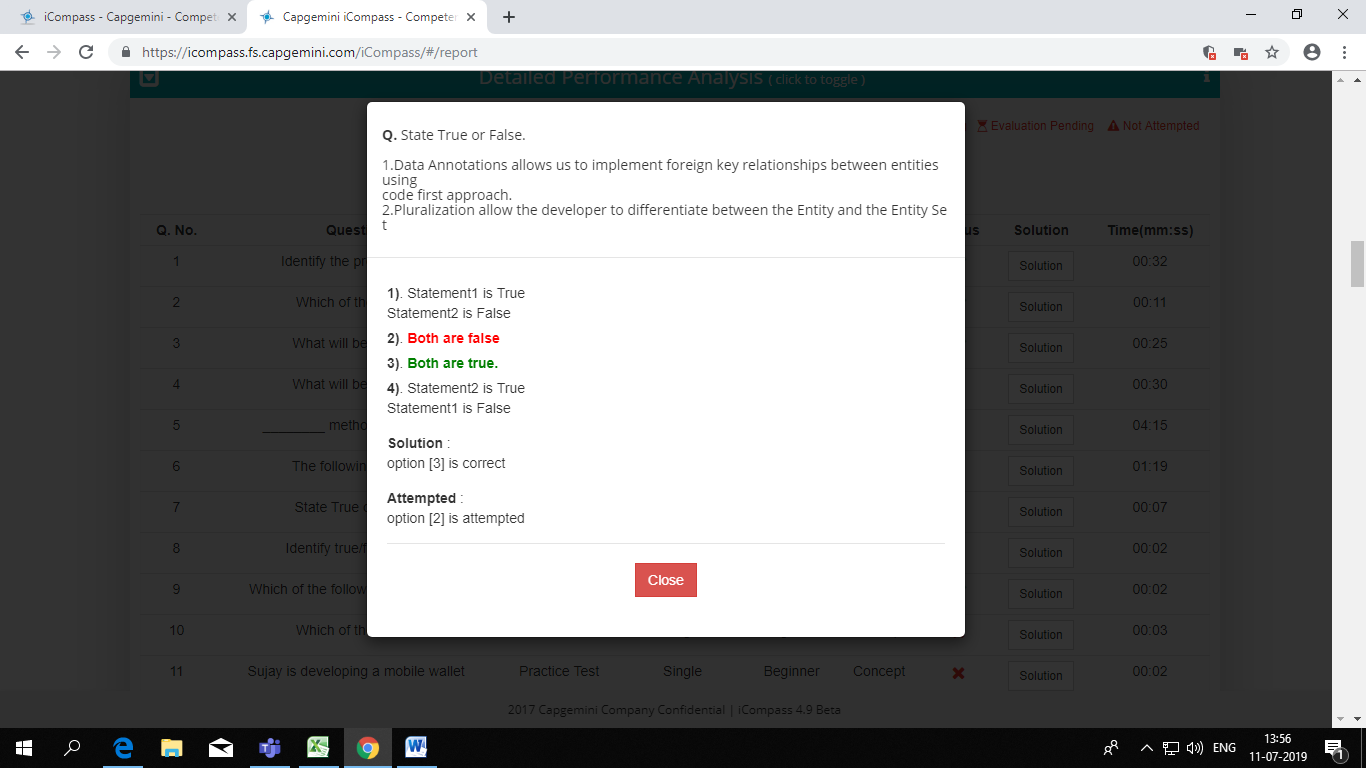 iCompass - Capgemini - Compet
Capgemini iCompass - Competen
https://icompass.fs.capgemini.com/iCompass/#/report
Detailed Performance Analysis ( click to toggle )
Evaluation Pending Not Attempted
Q. State True or False.
1.Data Annotations allows us to implement foreign key relationships between entities
using
code first approach.
2.Pluralization allow the developer to differentiate between the Entity and the Entity Se
t
1). Statement1 is True
Statement2 is False
2). Both are false
3). Both are true.
4). Statement2 is True
Statement1 is False
Solution :
option [3] is correct
Attempted :
option [2] is attempted
Close
Q. No. Quest us Solution Time(mm:ss)
1 Identify the pr Solution 00:32
2 Which of th Solution 00:11
3 What will be Solution 00:25
4 What will be Solution 00:30
5 ________ metho Solution 04:15
6 The followin Solution 01:19
7 State True o Solution 00:07
8 Identify true/f Solution 00:02
9 Which of the follow Solution 00:02
10 Which of th Solution 00:03
11 Sujay is developing a mobile wallet Practice Test Single Beginner Concept Solution 00:02
2017 Capgemini Company Confidential | iCompass 4.9 Beta
ENG
13:56
11-07-2019
1